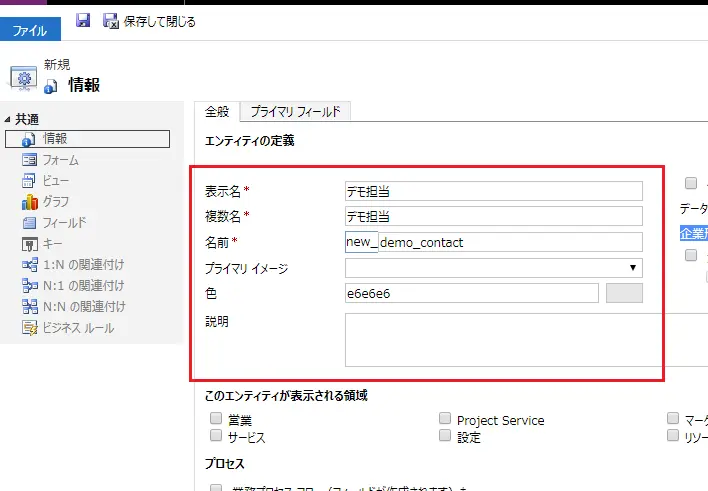 ファイル
保存して閉じる
新規
情報
共通
情報
フォーム
ビュー
グラフ
フィールド
キー
1:N の関連付け
N:1 の関連付け
N:N の関連付け
ビジネス ルール
全般 プライマリ フィールド
エンティティの定義
表示名* デモ担当
複数名* デモ担当
名前* new_ demo_contact
プライマリ イメージ
色 e6e6e6
説明
データ
企業
このエンティティが表示される領域
営業 Project Service マーケ
サービス 設定 リソー
プロセス